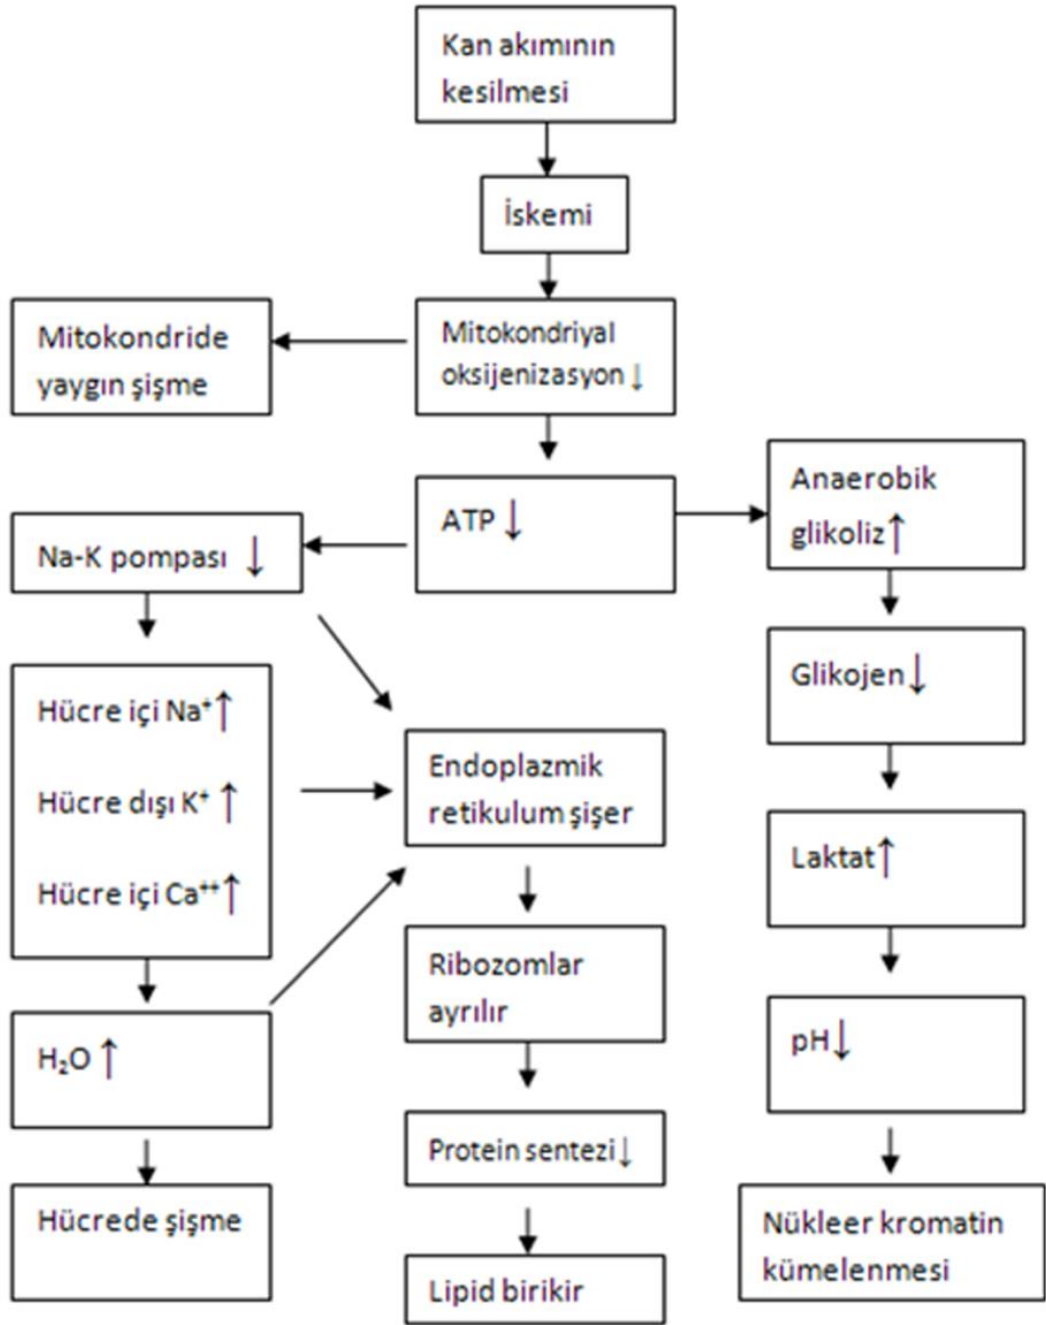 Kan akımının
kesilmesi
İskemi
Mitokondride
yaygın şişme
Mitokondriyal
oksijenizasyon ↓
ATP ↓
Anaerobik
glikoliz ↑
Na-K pompası ↓
Hücre içi Na⁺ ↑
Hücre dışı K⁺ ↑
Hücre içi Ca⁺⁺ ↑
Endoplazmik
retikulum şişer
Glikojen ↓
Laktat ↑
Ribozomlar
ayrılır
H₂O ↑
pH ↓
Protein sentezi ↓
Hücrede şişme
Lipid birikir
Nükleer kromatin
kümelenmesi